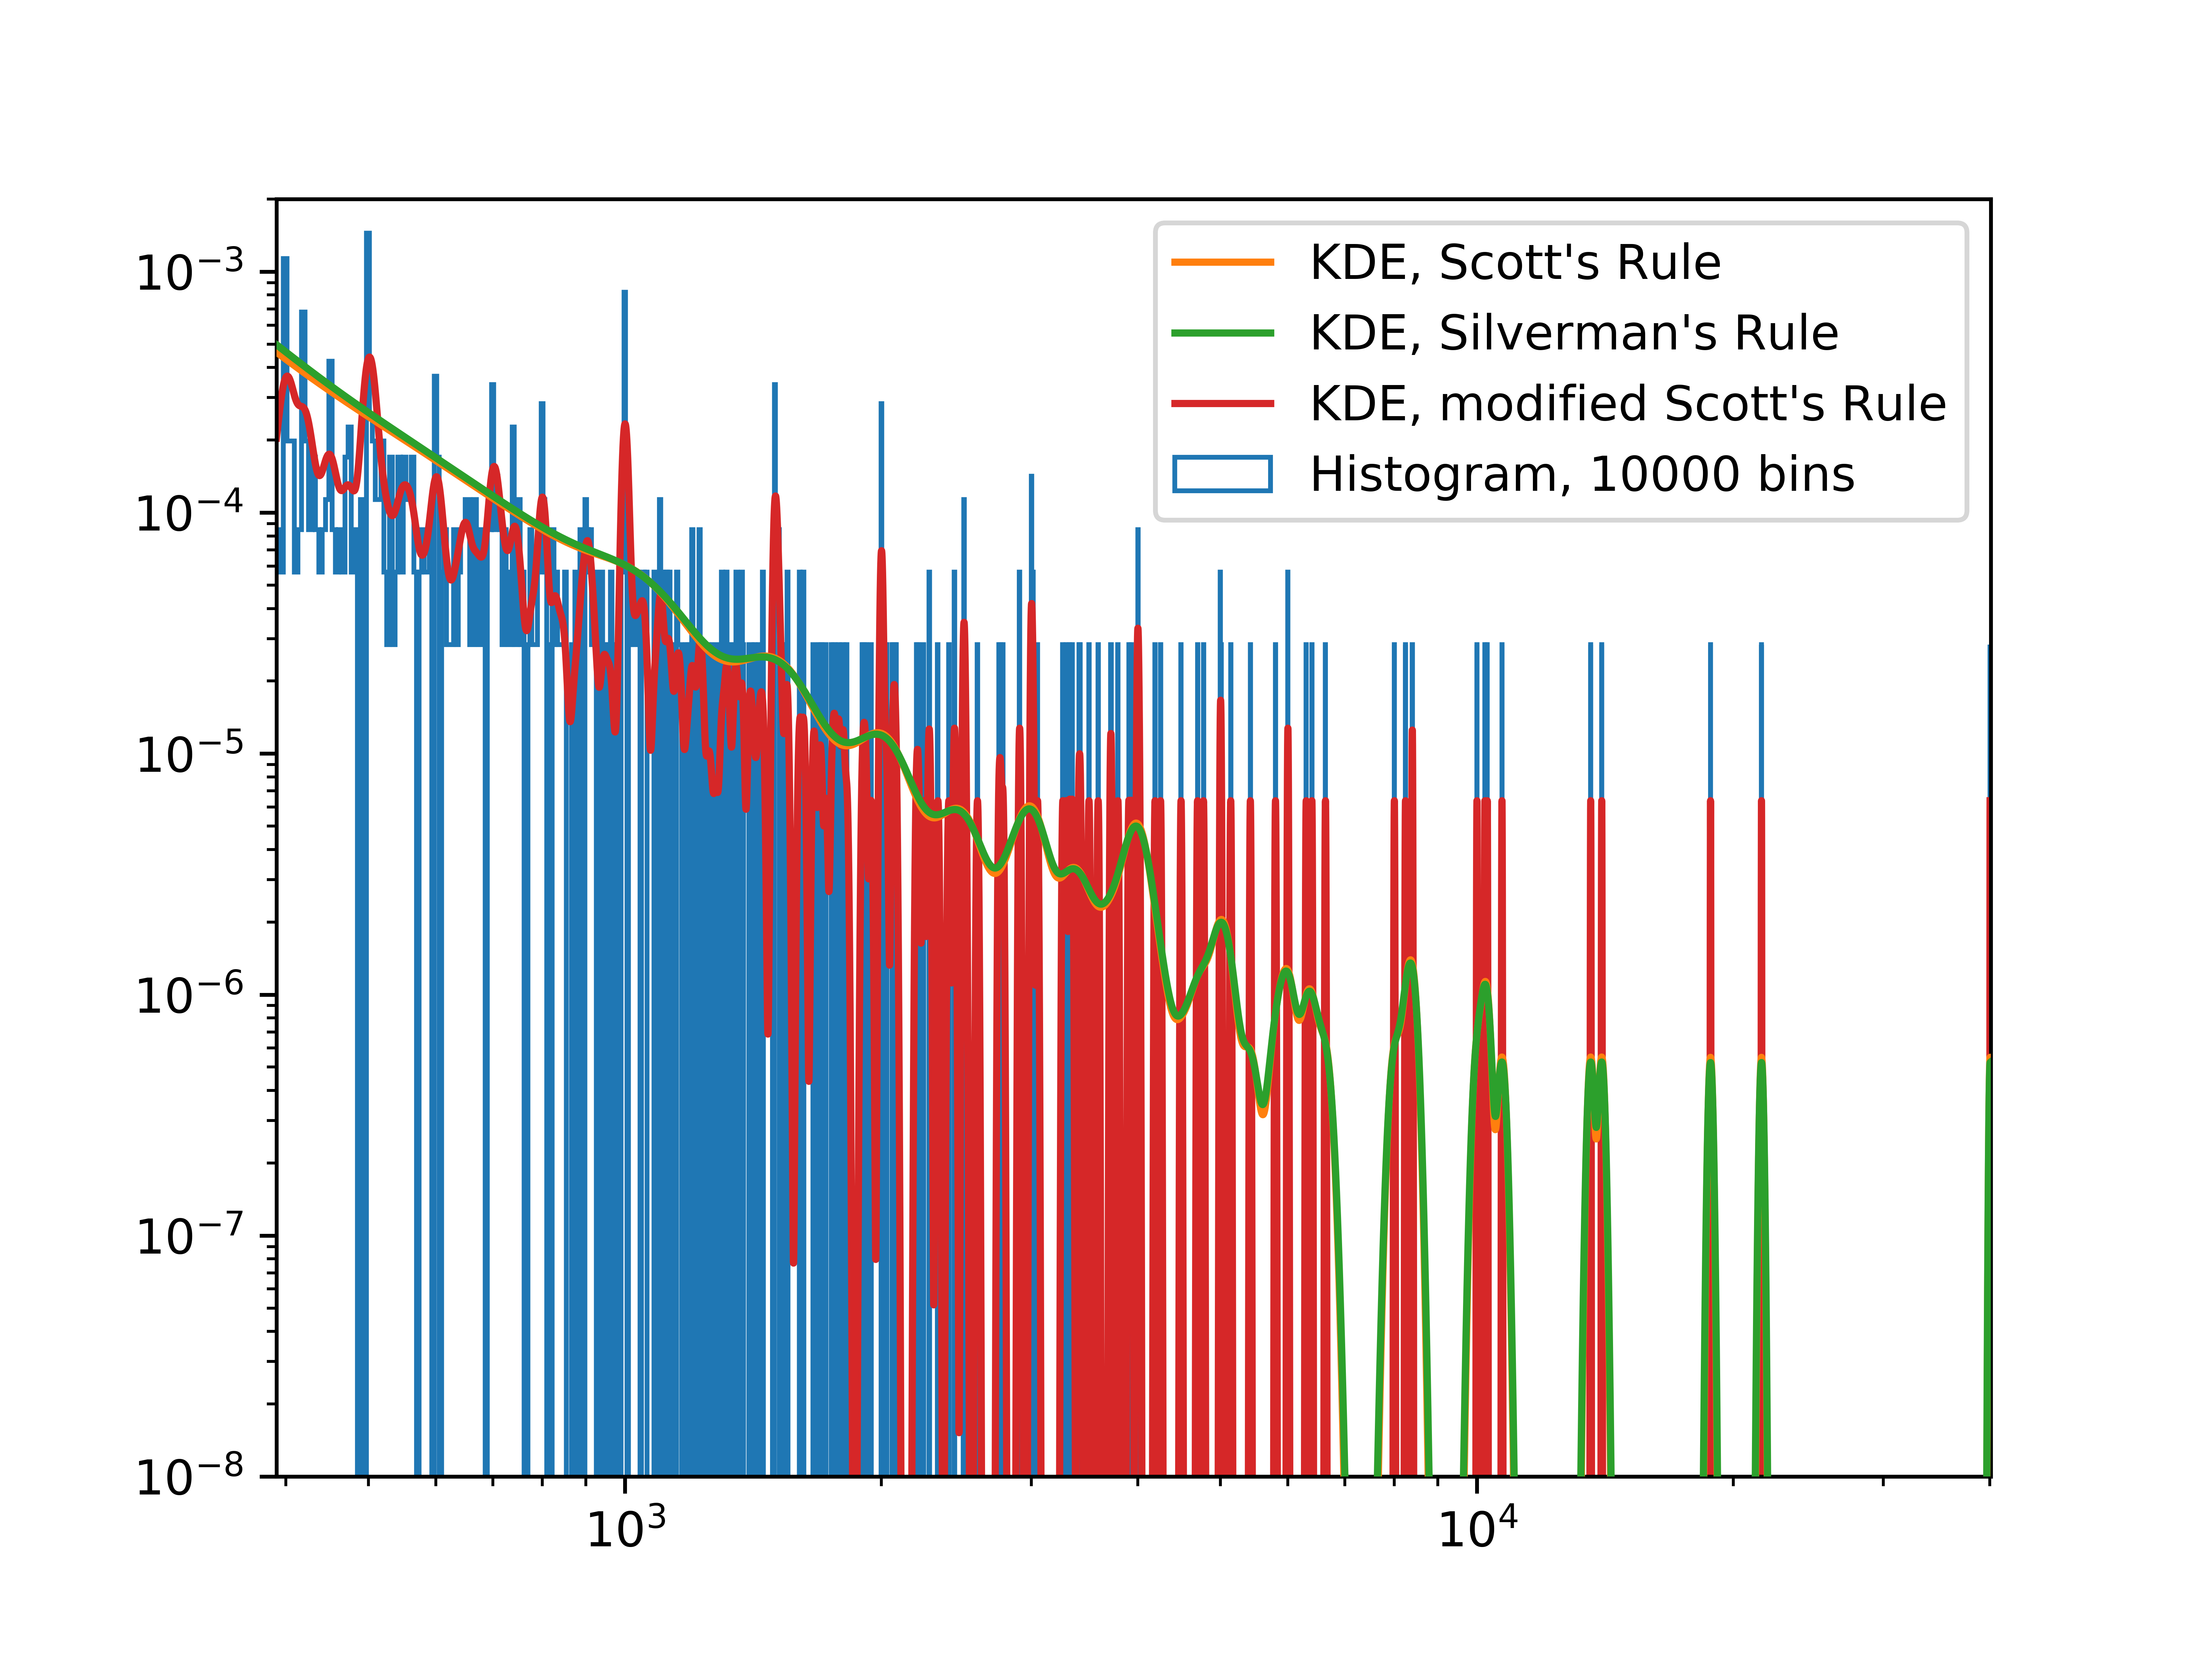 KDE, Scott's Rule
KDE, Silverman's Rule
KDE, modified Scott's Rule
Histogram, 10000 bins
10⁻³
10⁻⁴
10⁻⁵
10⁻⁶
10⁻⁷
10⁻⁸
10³
10⁴